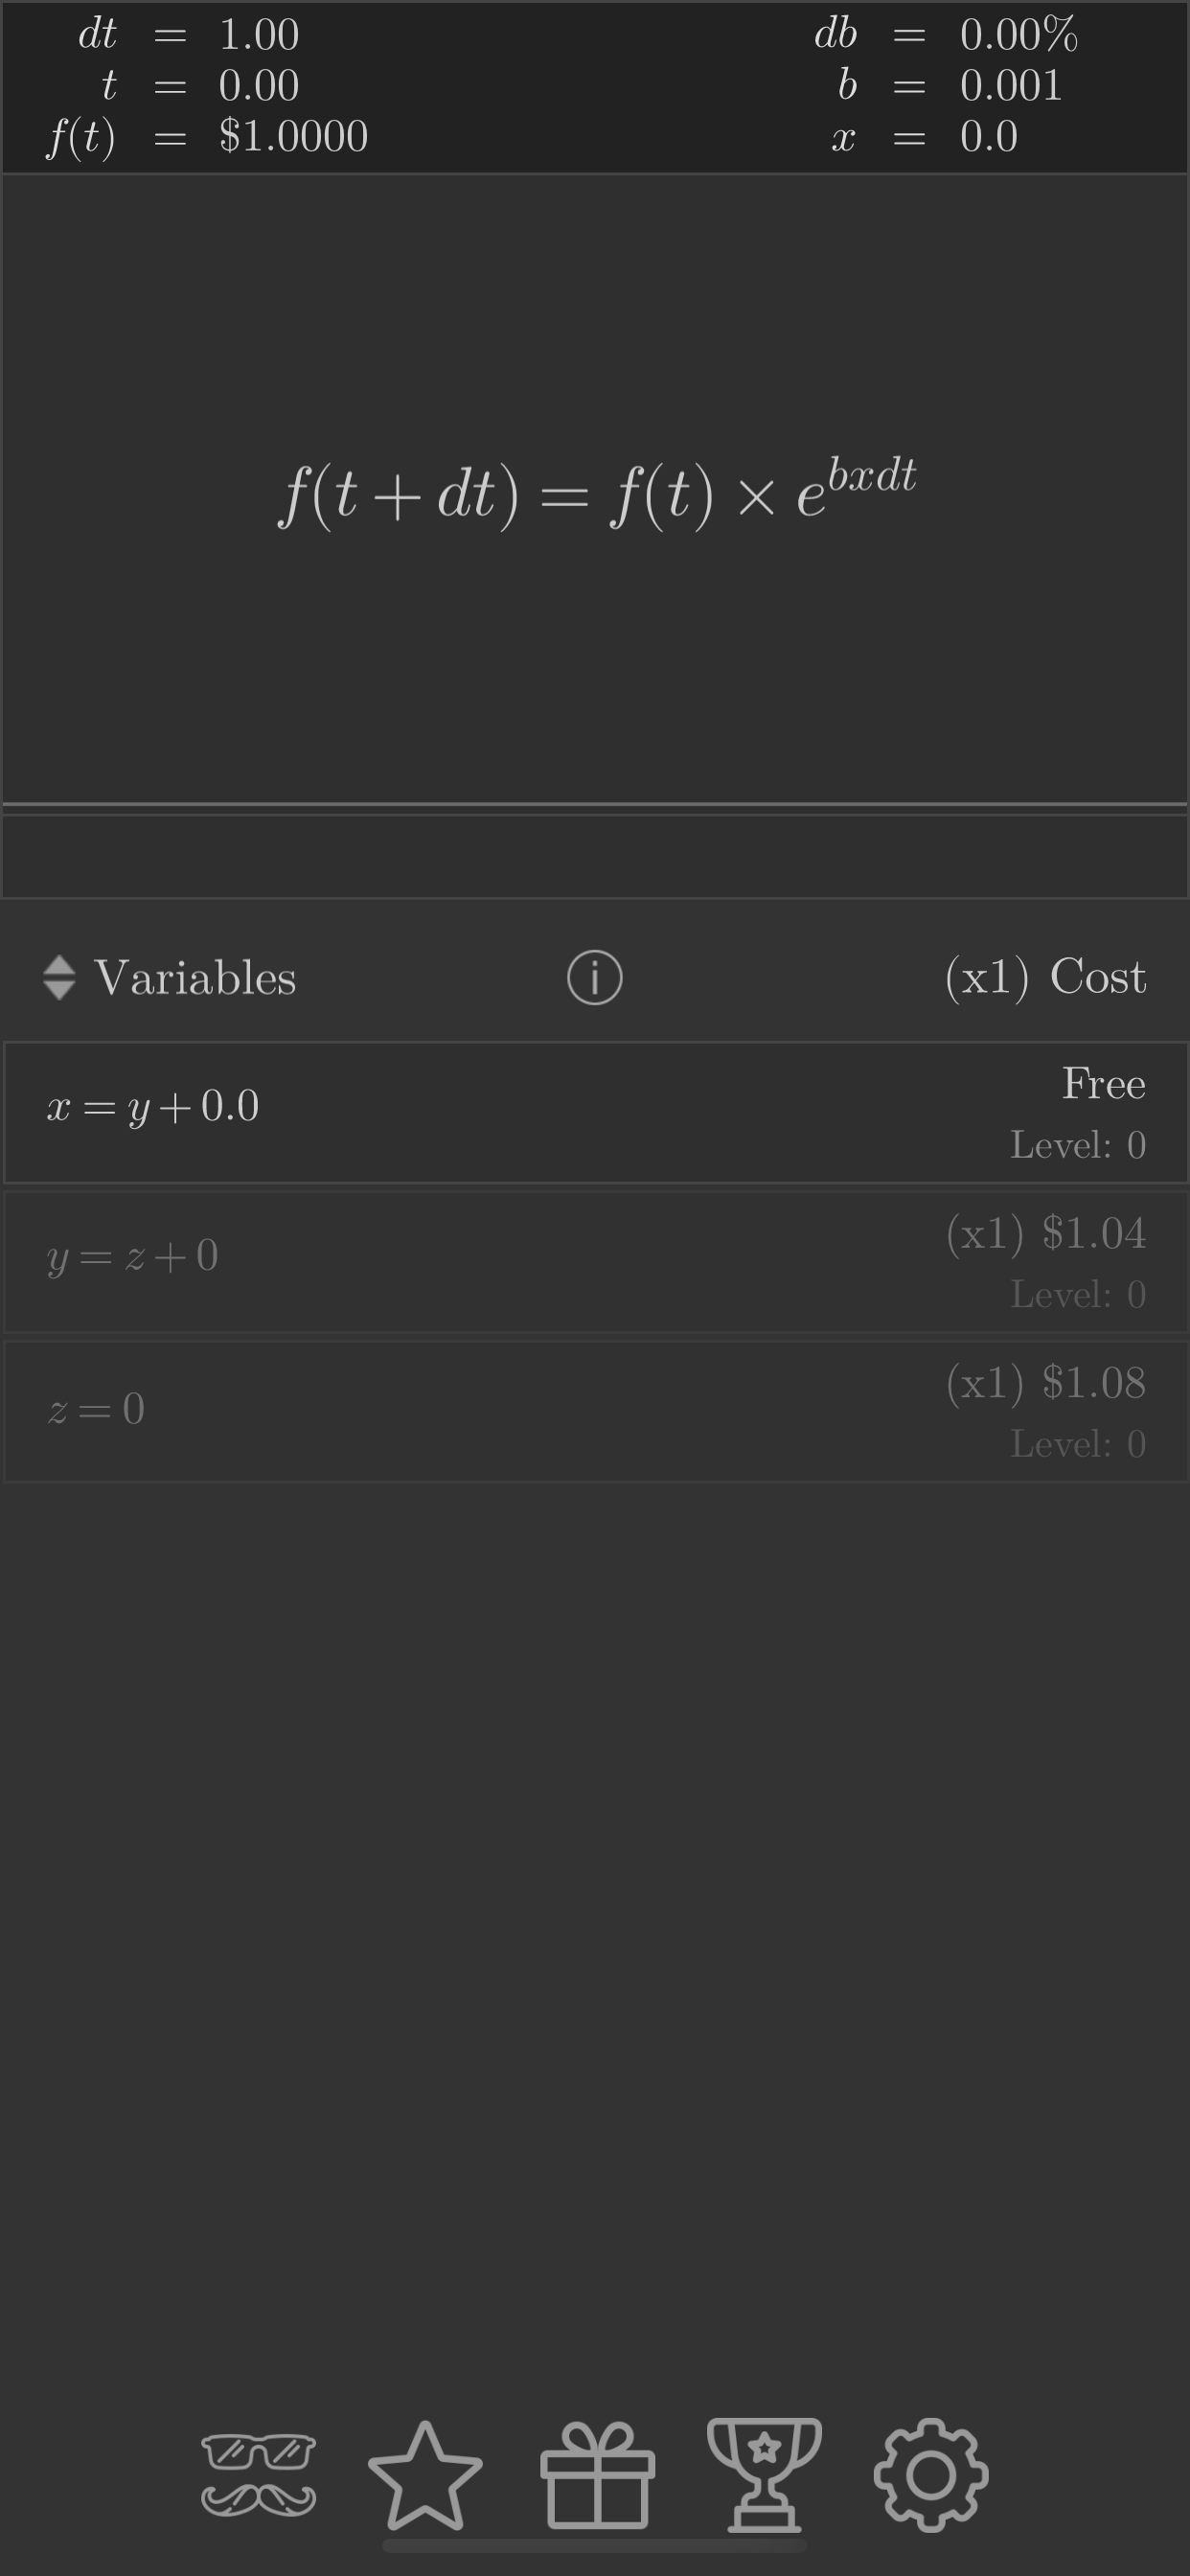 dt = 1.00 db = 0.00%
t = 0.00 b = 0.001
f(t) = $1.0000 x = 0.0
f(t + dt) = f(t) × e^{bxdt}
Variables (x1) Cost
x = y + 0.0 Free
Level: 0
y = z + 0 (x1) $1.04
Level: 0
z = 0 (x1) $1.08
Level: 0